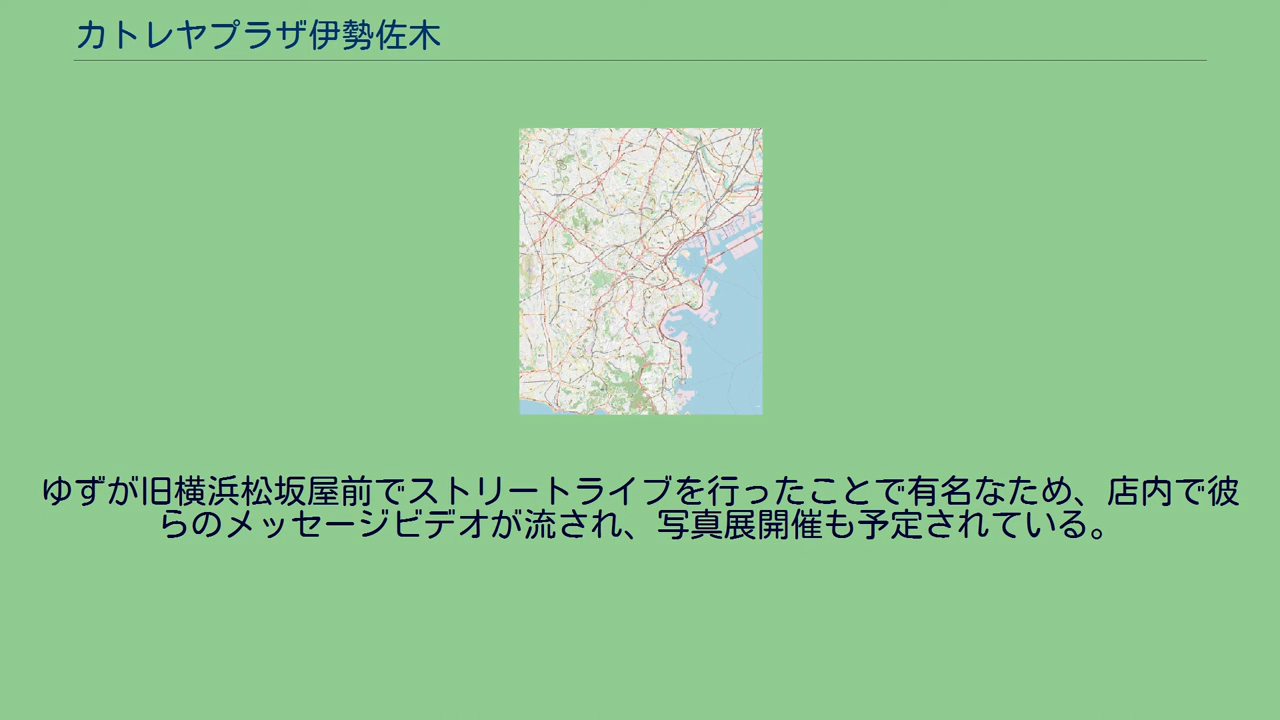 カトレヤプラザ伊勢佐木
ゆずが旧横浜松坂屋前でストリートライブを行ったことで有名なため、店内で彼
らのメッセージビデオが流され、写真展開催も予定されている。